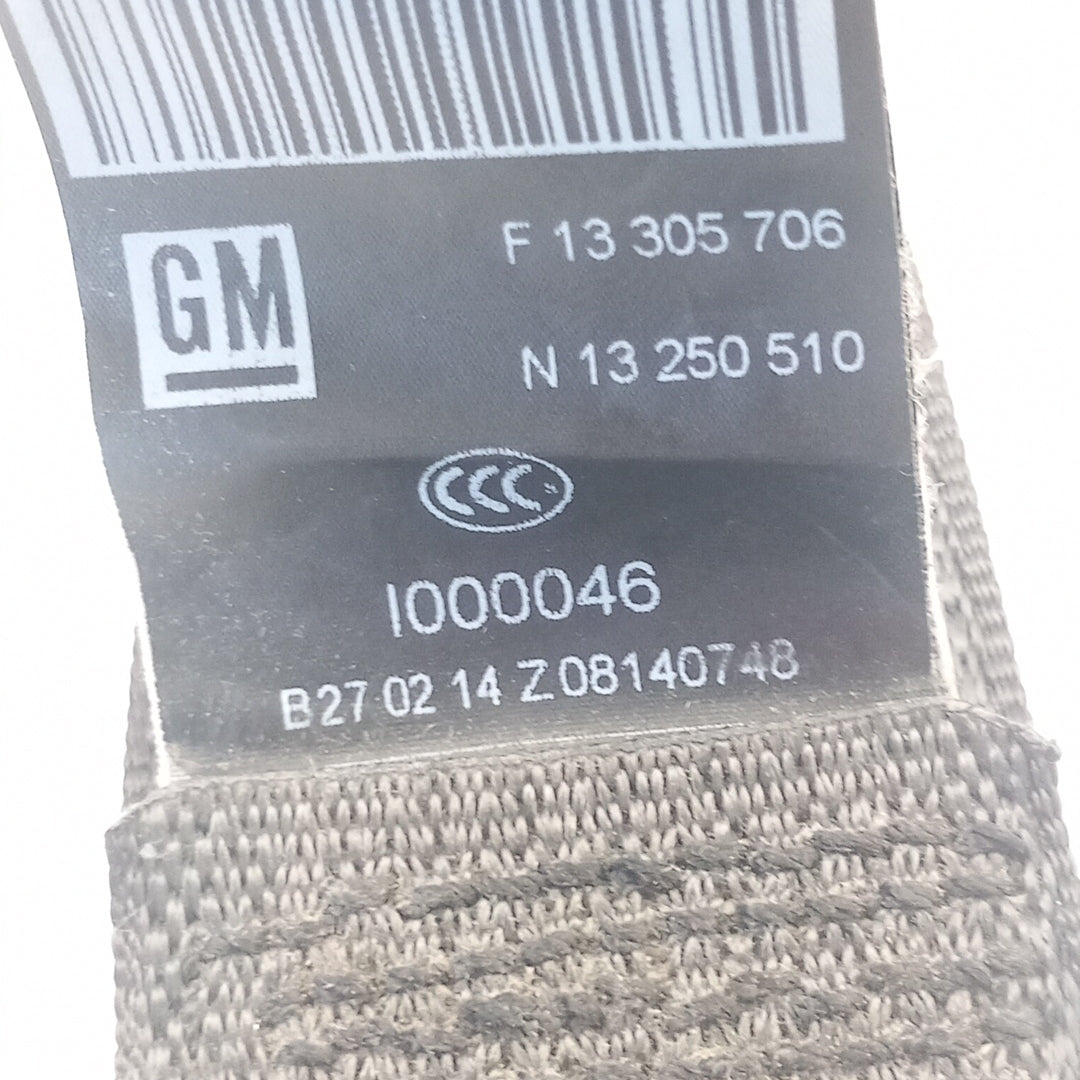 GM
F 13 305 706
N 13 250 510
CCC
I000046
B27 02 14 Z08140748